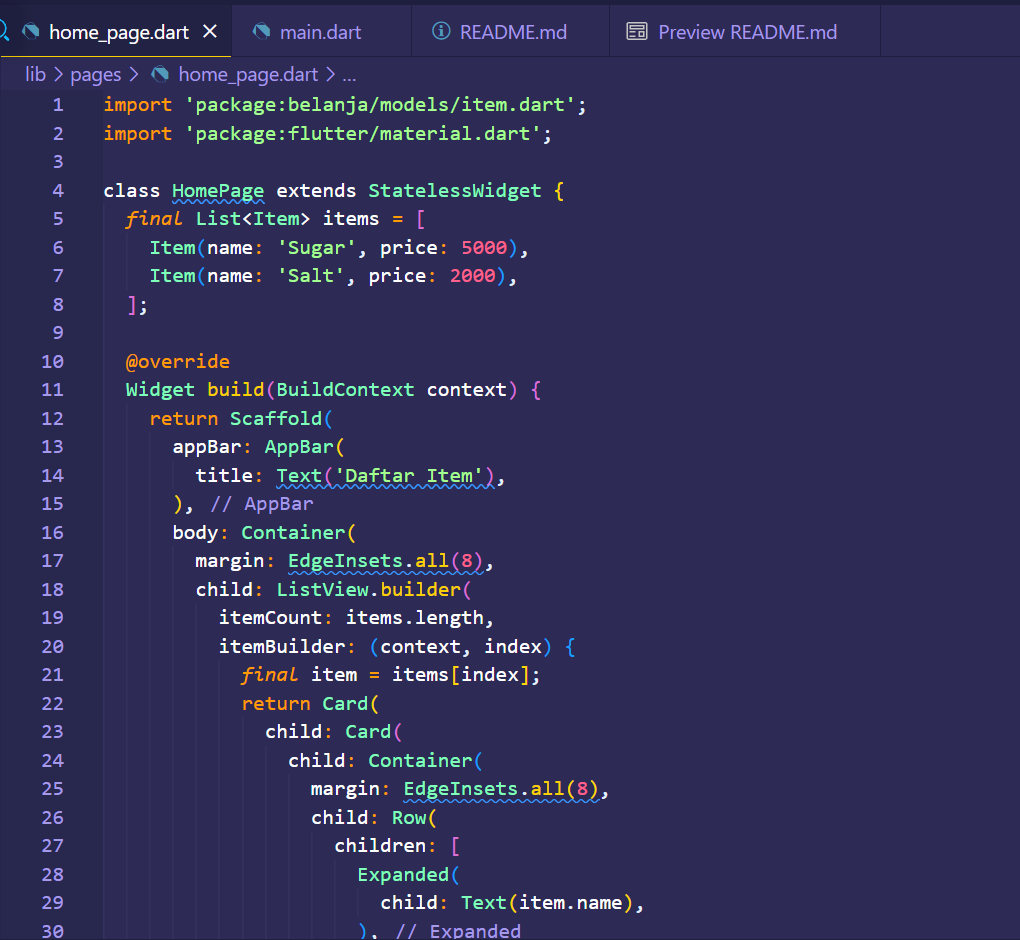 home_page.dart × main.dart README.md Preview README.md
lib > pages > home_page.dart > ...
1 import 'package:belanja/models/item.dart';
2 import 'package:flutter/material.dart';
3
4 class HomePage extends StatelessWidget {
5 final List<Item> items = [
6 Item(name: 'Sugar', price: 5000),
7 Item(name: 'Salt', price: 2000),
8 ];
9
10 @override
11 Widget build(BuildContext context) {
12 return Scaffold(
13 appBar: AppBar(
14 title: Text('Daftar Item'),
15 ), // AppBar
16 body: Container(
17 margin: EdgeInsets.all(8),
18 child: ListView.builder(
19 itemCount: items.length,
20 itemBuilder: (context, index) {
21 final item = items[index];
22 return Card(
23 child: Card(
24 child: Container(
25 margin: EdgeInsets.all(8),
26 child: Row(
27 children: [
28 Expanded(
29 child: Text(item.name),
30 ), // Expanded